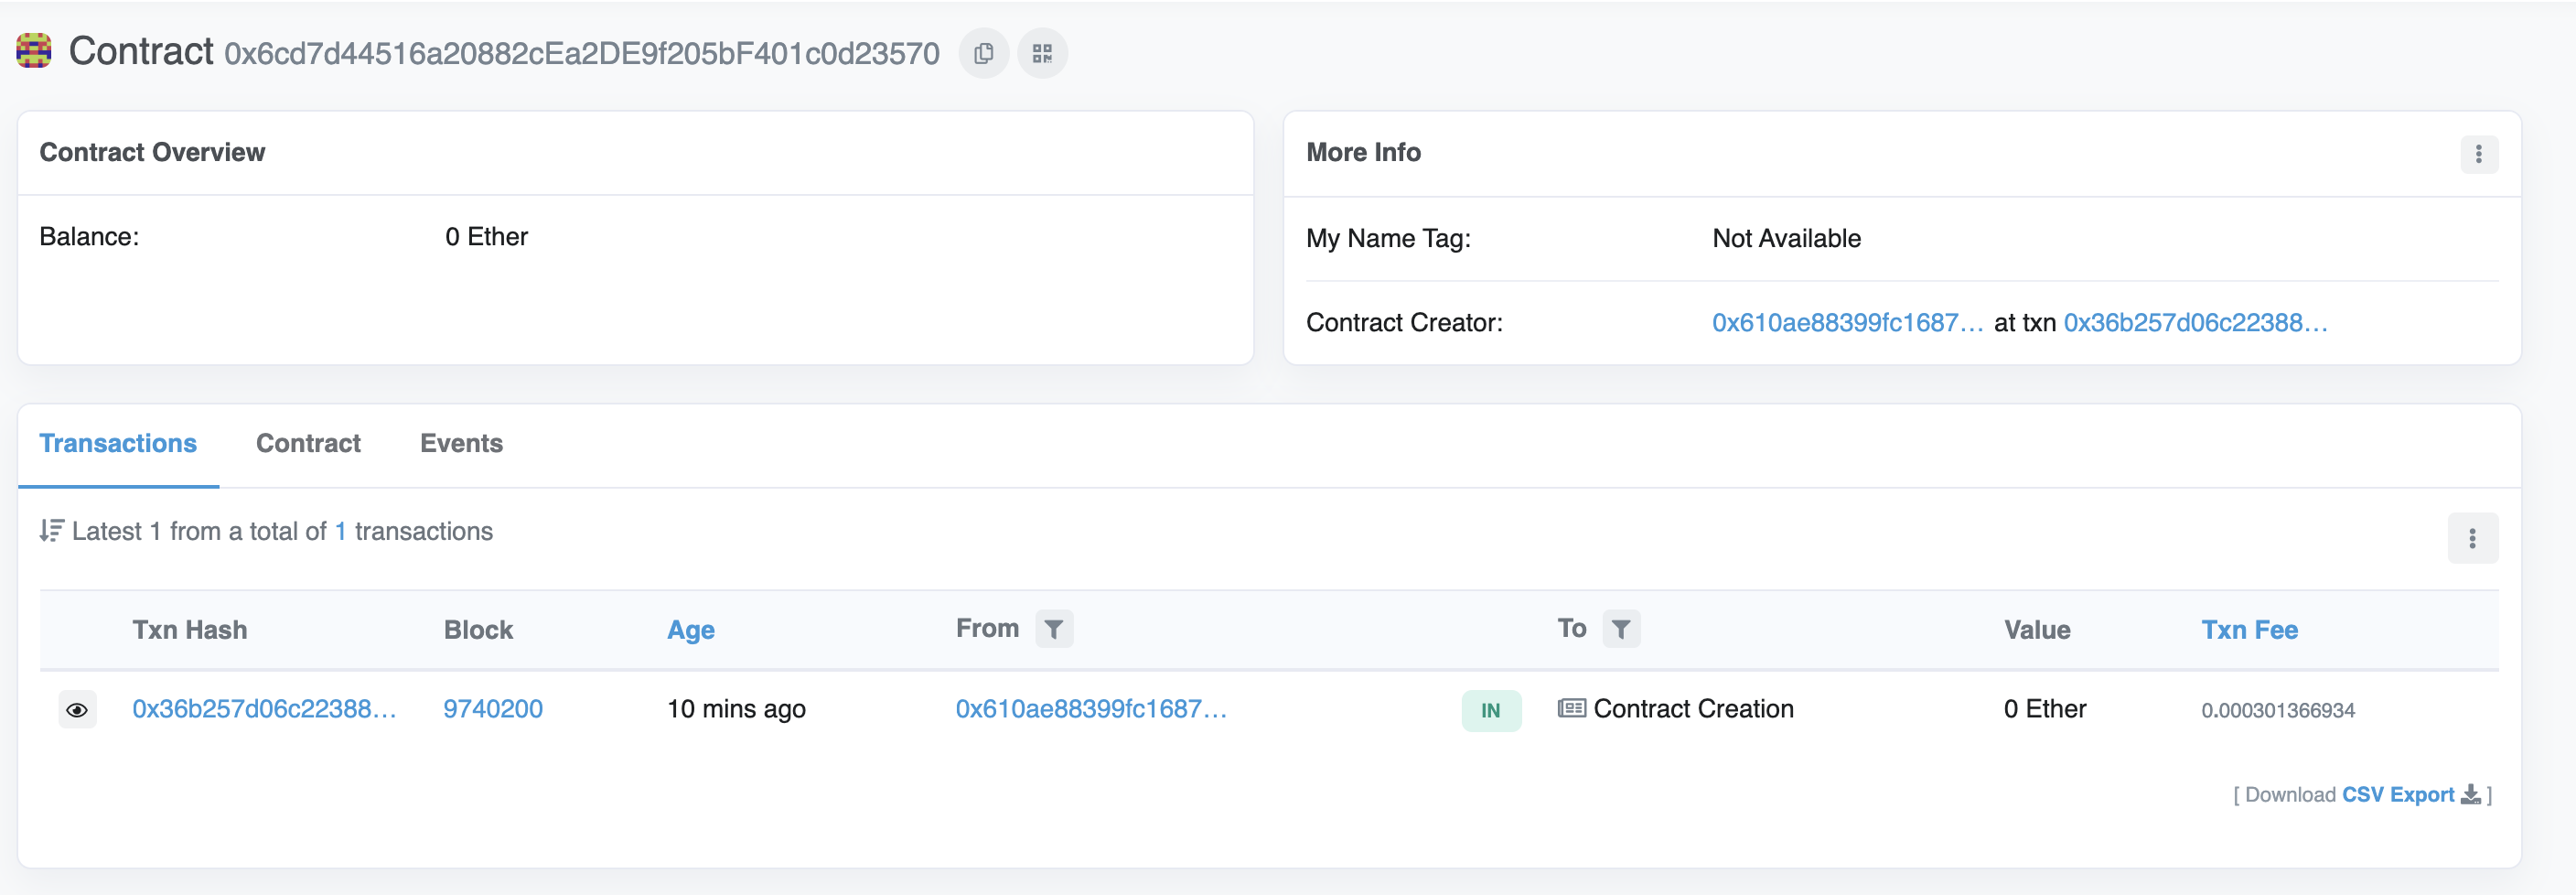 Contract 0x6cd7d44516a20882cEa2DE9f205bF401c0d23570
Contract Overview
Balance: 0 Ether
More Info
My Name Tag: Not Available
Contract Creator: 0x610ae88399fc1687... at txn 0x36b257d06c22388...
Transactions Contract Events
Latest 1 from a total of 1 transactions
Txn Hash Block Age From To Value Txn Fee
0x36b257d06c22388... 9740200 10 mins ago 0x610ae88399fc1687... IN Contract Creation 0 Ether 0.000301366934
[ Download CSV Export ]